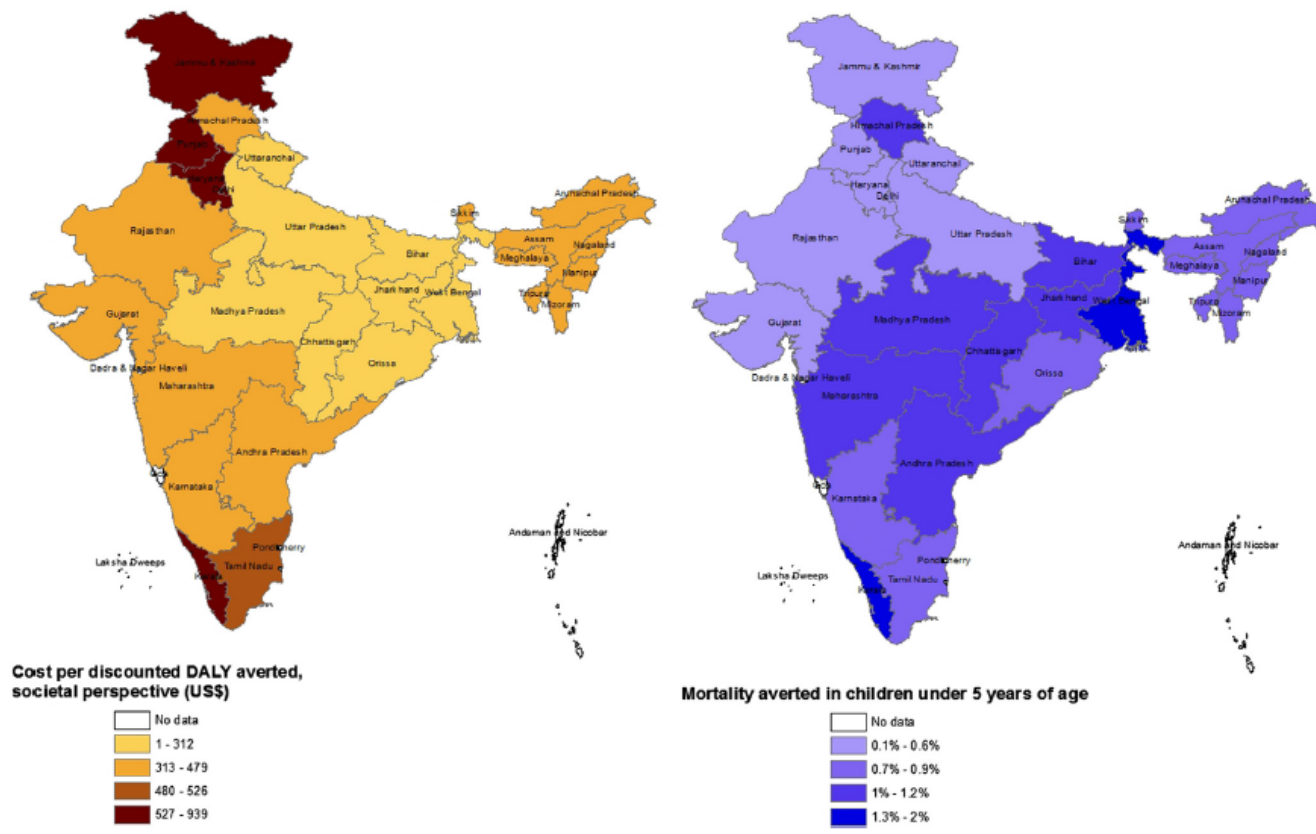 Jammu & Kashmir
Himachal Pradesh
Punjab
Uttaranchal
Haryana
Delhi
Arunachal Pradesh
Sikkim
Rajasthan
Uttar Pradesh
Assam
Nagaland
Bihar
Meghalaya
Manipur
Jharkhand
West Bengal
Tripura
Mizoram
Gujarat
Madhya Pradesh
Chhattisgarh
Orissa
Dadra & Nagar Haveli
Maharashtra
Andhra Pradesh
Goa
Karnataka
Andaman and Nicobar
Pondicherry
Laksha Dweeps
Tamil Nadu
Kerala
Cost per discounted DALY averted,
societal perspective (US$)
No data
1 - 312
313 - 479
480 - 526
527 - 939
Jammu & Kashmir
Himachal Pradesh
Punjab
Uttaranchal
Haryana
Delhi
Arunachal Pradesh
Sikkim
Rajasthan
Uttar Pradesh
Assam
Nagaland
Bihar
Meghalaya
Manipur
Jharkhand
West Bengal
Tripura
Mizoram
Gujarat
Madhya Pradesh
Chhattisgarh
Orissa
Dadra & Nagar Haveli
Maharashtra
Andhra Pradesh
Goa
Karnataka
Andaman and Nicobar
Pondicherry
Laksha Dweeps
Tamil Nadu
Kerala
Mortality averted in children under 5 years of age
No data
0.1% - 0.6%
0.7% - 0.9%
1% - 1.2%
1.3% - 2%